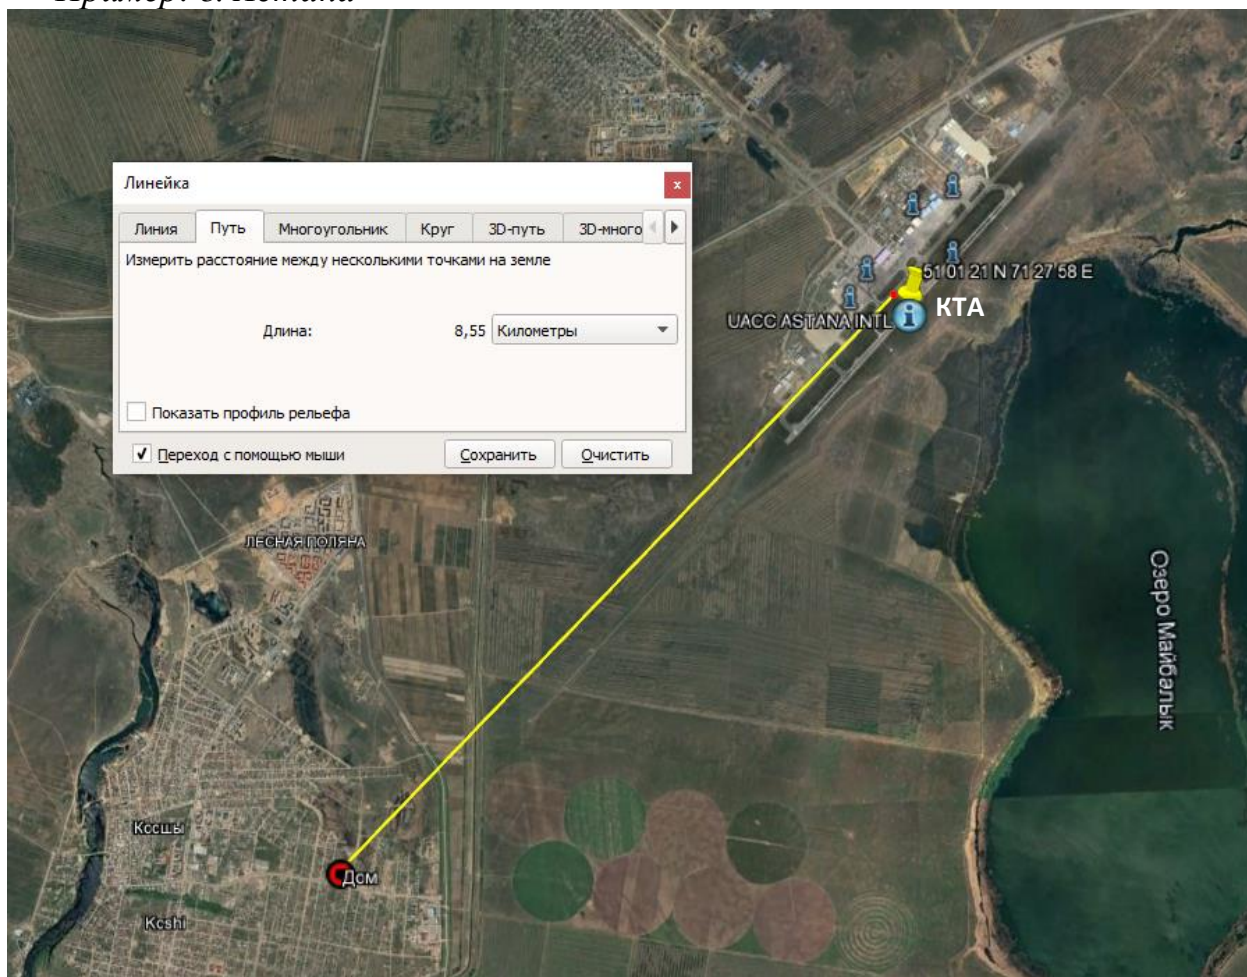 Пример: г. Астана
Линейка
x
Линия Путь Многоугольник Круг 3D-путь 3D-много
Измерить расстояние между несколькими точками на земле
Длина: 8,55 Километры
Показать профиль рельефа
Переход с помощью мыши Сохранить Очистить
51 01 21 N 71 27 58 E
КТА
UACC ASTANA INTL
ЛЕСНАЯ ПОЛЯНА
Озеро Майбалык
Косшы
Дом
Koshi